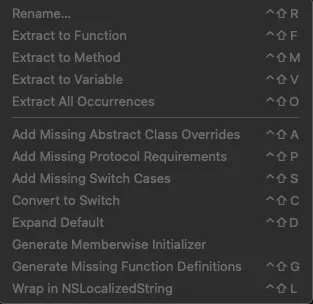 Rename... ^⇧R
Extract to Function ^⇧F
Extract to Method ^⇧M
Extract to Variable ^⇧V
Extract All Occurrences ^⇧O
Add Missing Abstract Class Overrides ^⇧A
Add Missing Protocol Requirements ^⇧P
Add Missing Switch Cases ^⇧S
Convert to Switch ^⇧C
Expand Default ^⇧D
Generate Memberwise Initializer
Generate Missing Function Definitions ^⇧G
Wrap in NSLocalizedString ^⇧L